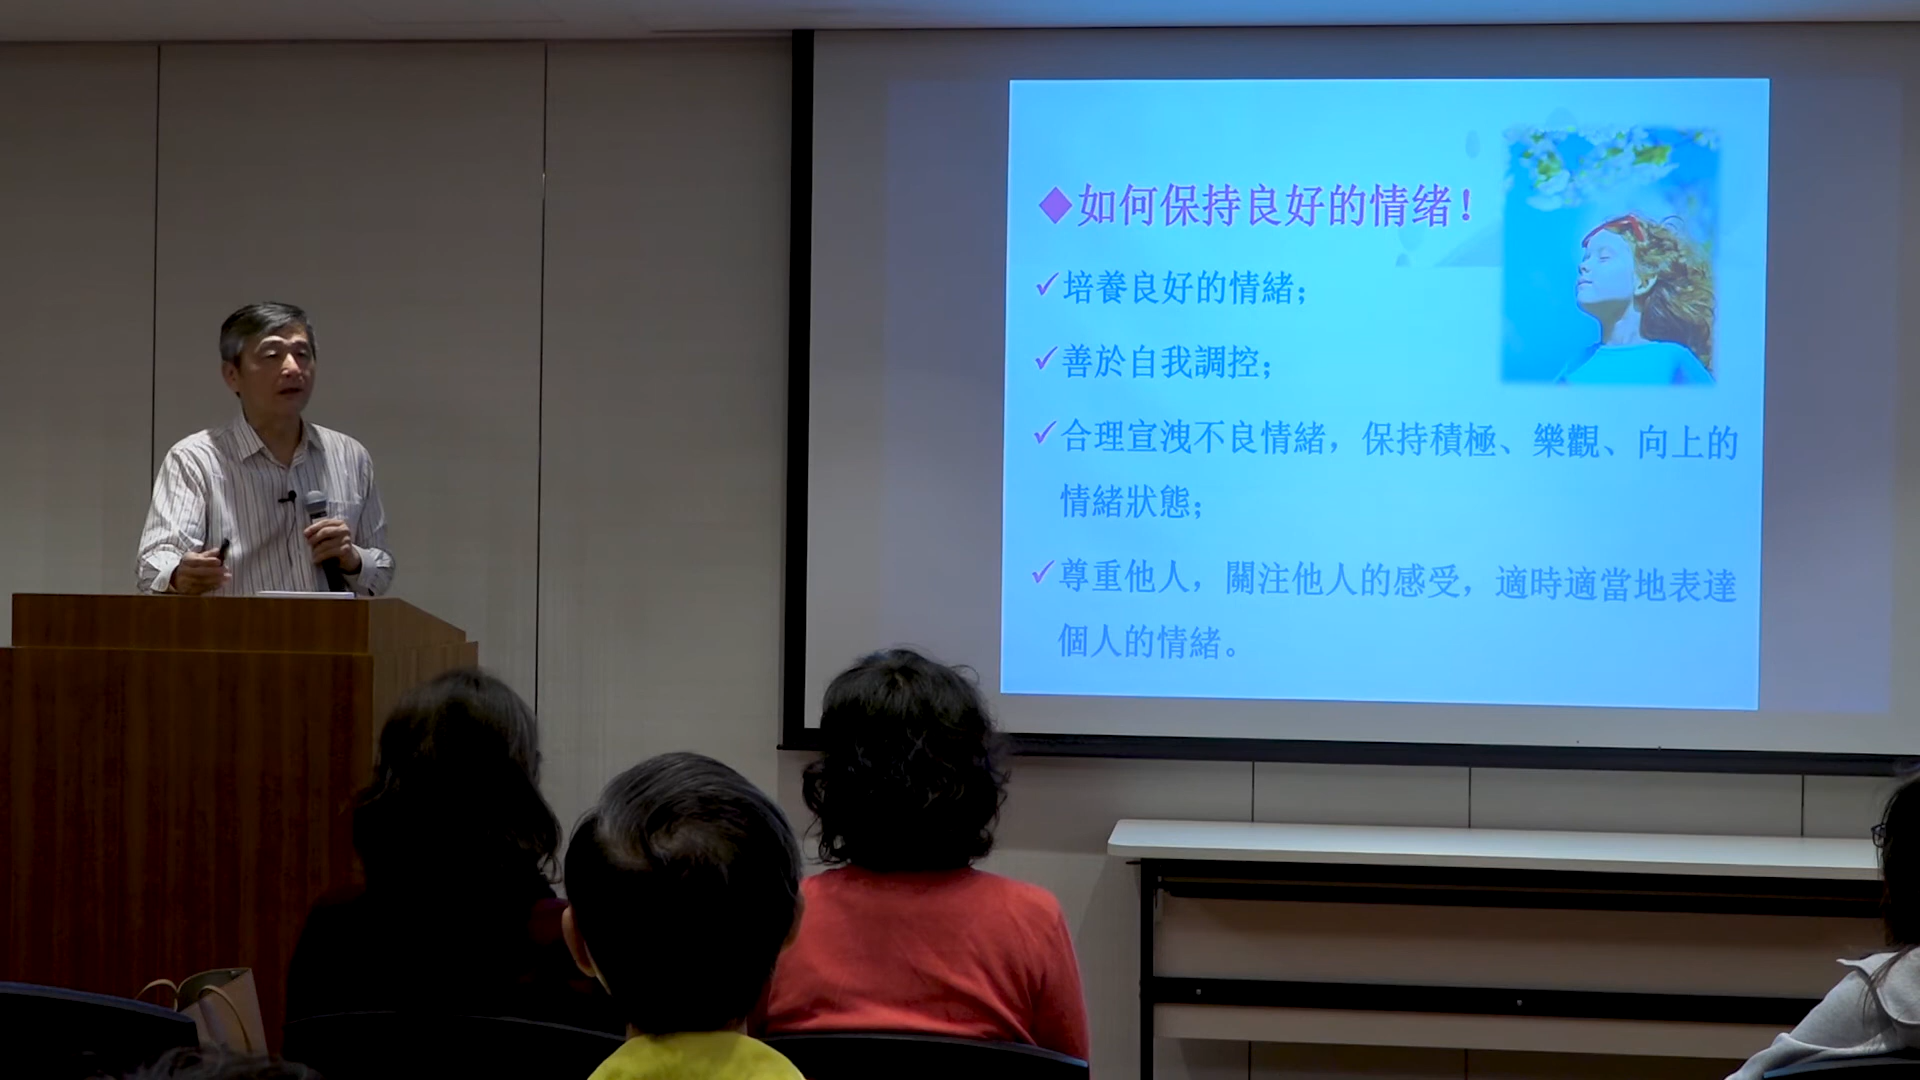 ◆如何保持良好的情绪！
✓培養良好的情緒；
✓善於自我調控；
✓合理宣洩不良情緒，保持積極、樂觀、向上的
情緒狀態；
✓尊重他人，關注他人的感受，適時適當地表達
個人的情緒。